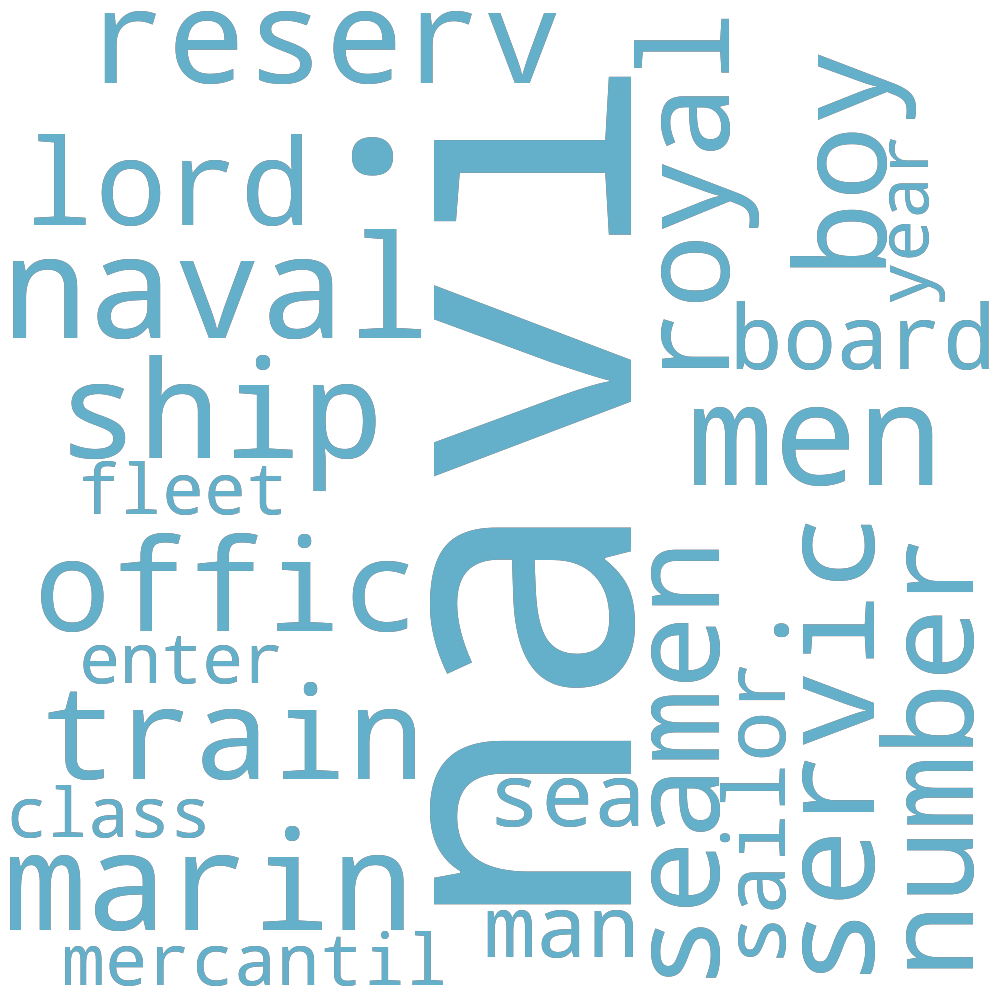 reserv
lord
naval
ship
fleet
offic
enter
train
class
marin
mercantil
navi
sea
man
royal
boy
year
board
men
seamen
sailor
servic
number